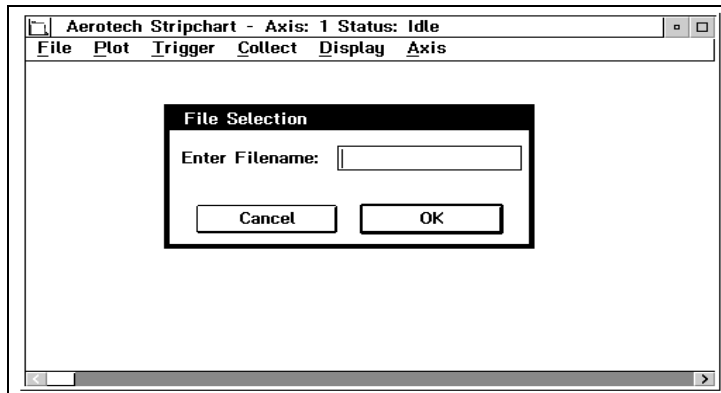 Aerotech Stripchart - Axis: 1 Status: Idle
File Plot Trigger Collect Display Axis
File Selection
Enter Filename:
Cancel OK